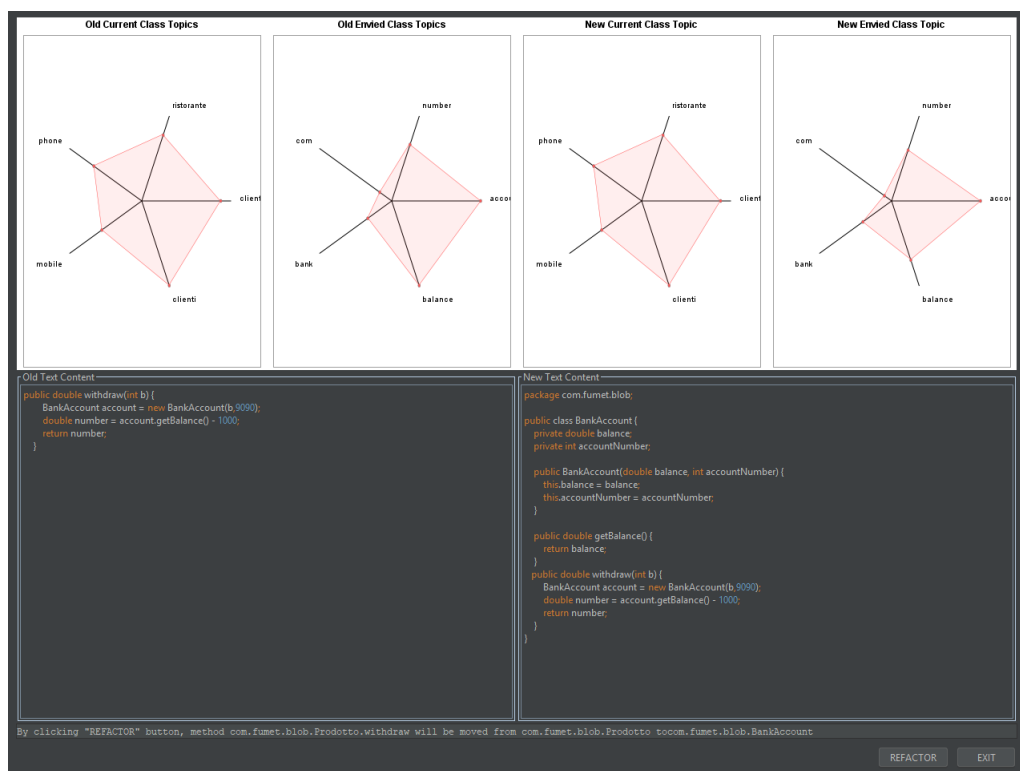 Old Current Class Topics
Old Envied Class Topics
New Current Class Topic
New Envied Class Topic
ristorante
phone
client
mobile
clienti
number
com
accou
bank
balance
ristorante
phone
client
mobile
clienti
number
com
accou
bank
balance
Old Text Content
public double withdraw(int b) {
BankAccount account = new BankAccount(b,9090);
double number = account.getBalance() - 1000;
return number;
}
New Text Content
package com.fumet.blob;
public class BankAccount {
private double balance;
private int accountNumber;
public BankAccount(double balance, int accountNumber) {
this.balance = balance;
this.accountNumber = accountNumber;
}
public double getBalance() {
return balance;
}
public double withdraw(int b) {
BankAccount account = new BankAccount(b,9090);
double number = account.getBalance() - 1000;
return number;
}
}
By clicking "REFACTOR" button, method com.fumet.blob.Prodotto.withdraw will be moved from com.fumet.blob.Prodotto tocom.fumet.blob.BankAccount
REFACTOR
EXIT